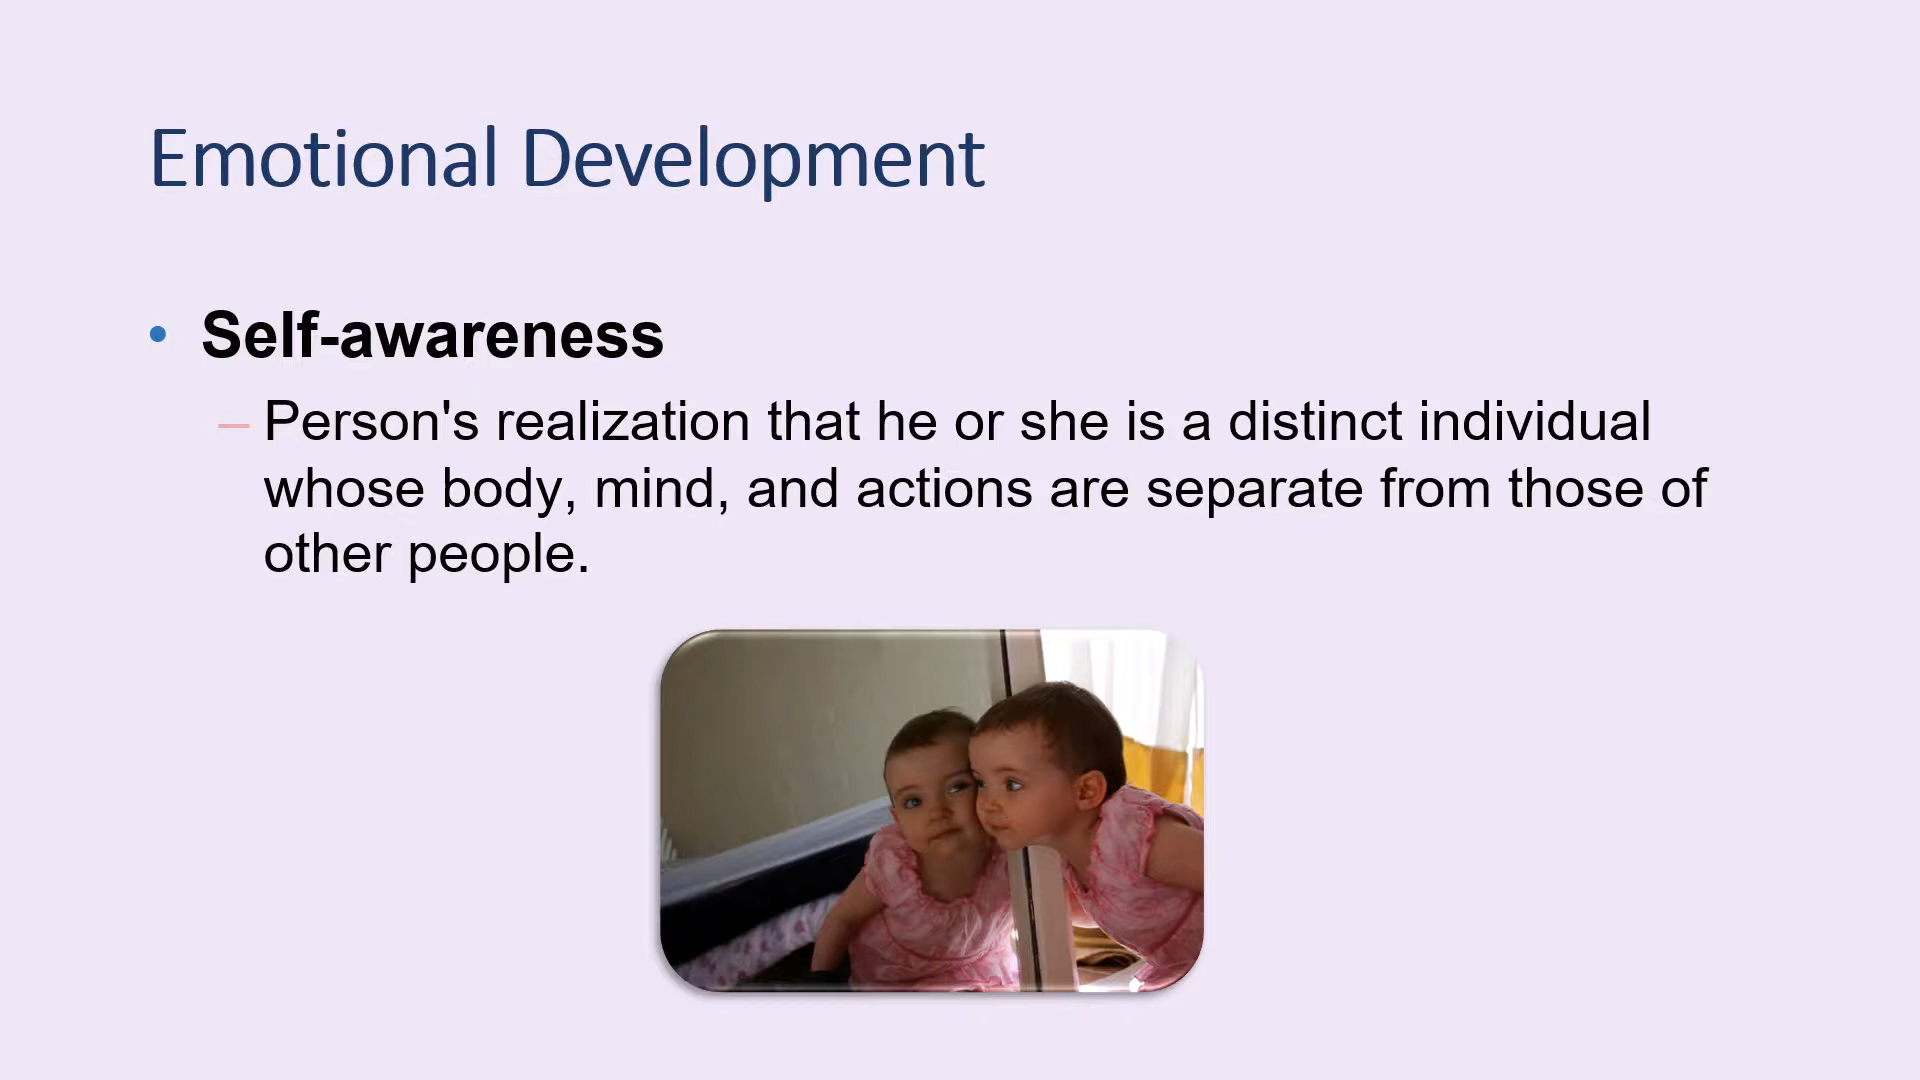 Emotional Development
• Self-awareness
– Person's realization that he or she is a distinct individual
whose body, mind, and actions are separate from those of
other people.